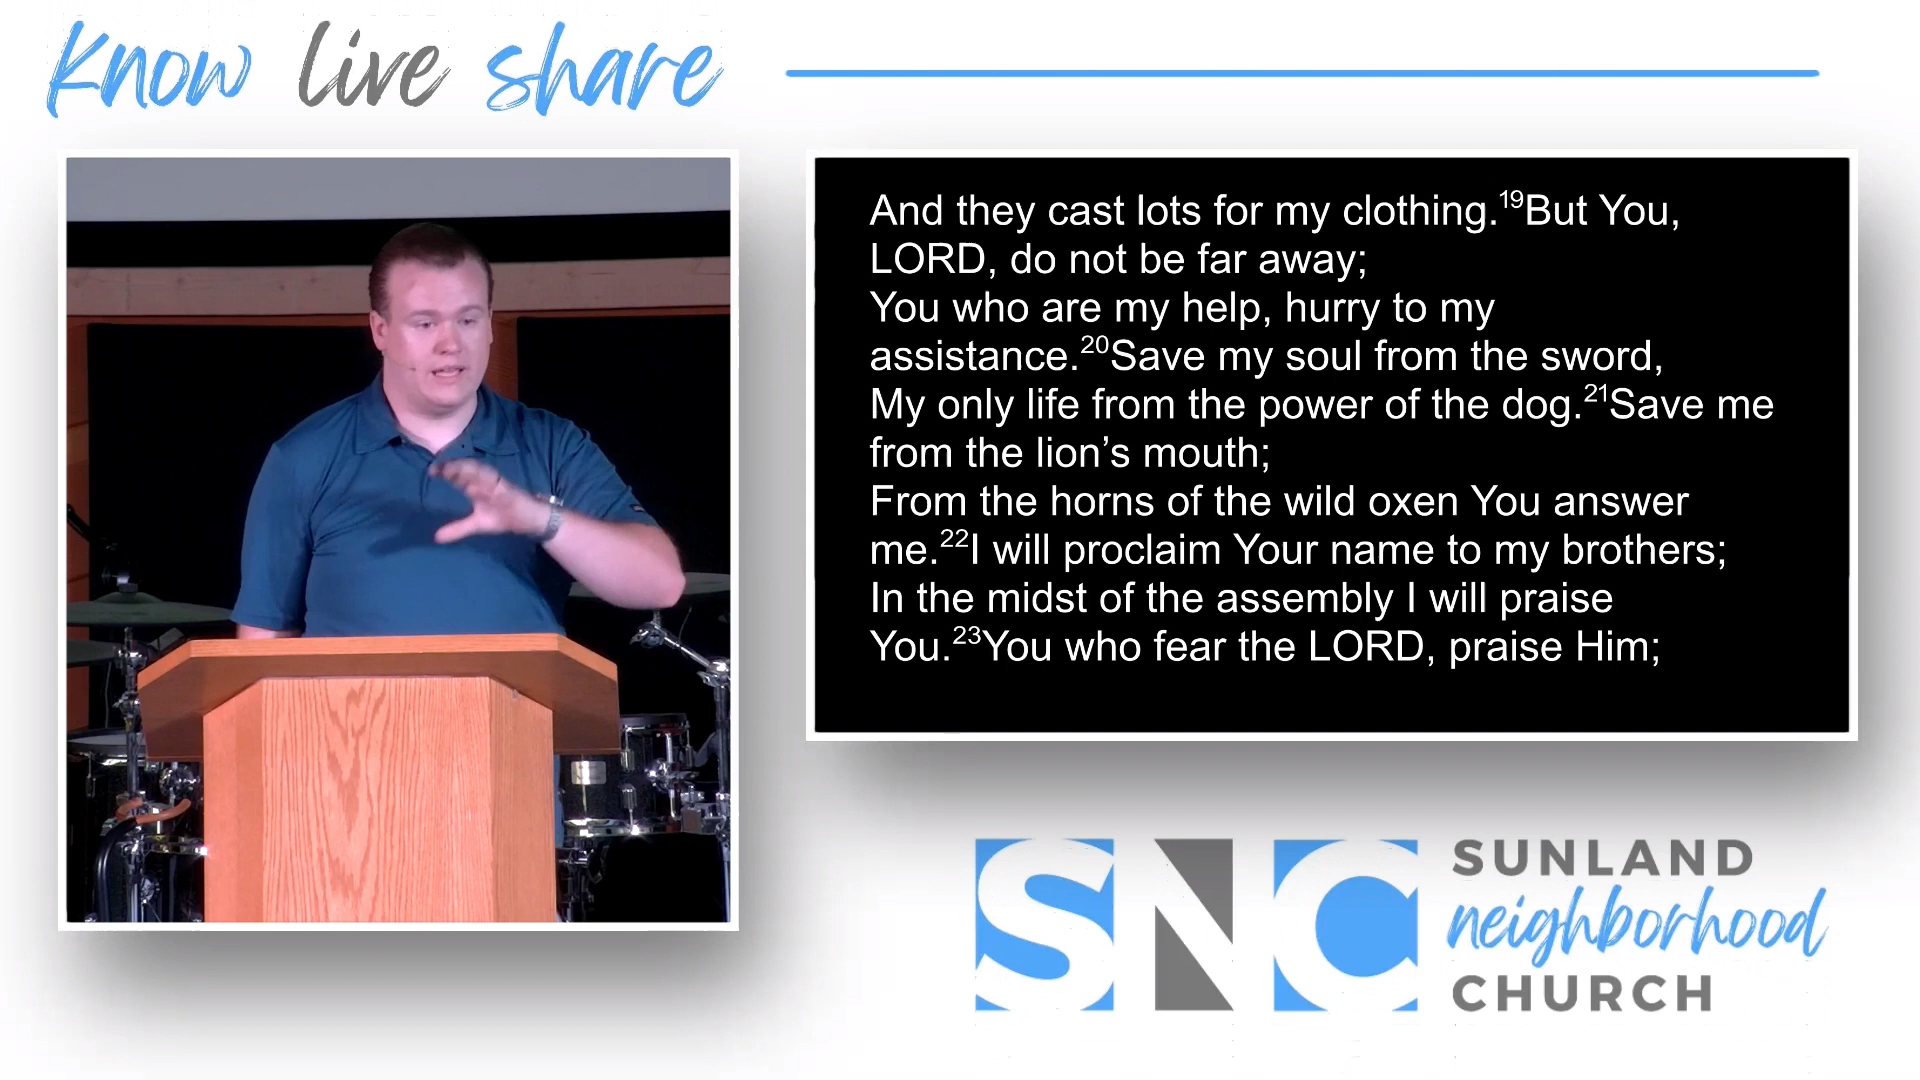 Know live share
And they cast lots for my clothing.¹⁹But You,
LORD, do not be far away;
You who are my help, hurry to my
assistance.²⁰Save my soul from the sword,
My only life from the power of the dog.²¹Save me
from the lion’s mouth;
From the horns of the wild oxen You answer
me.²²I will proclaim Your name to my brothers;
In the midst of the assembly I will praise
You.²³You who fear the LORD, praise Him;
SNC
SUNLAND
neighborhood
CHURCH